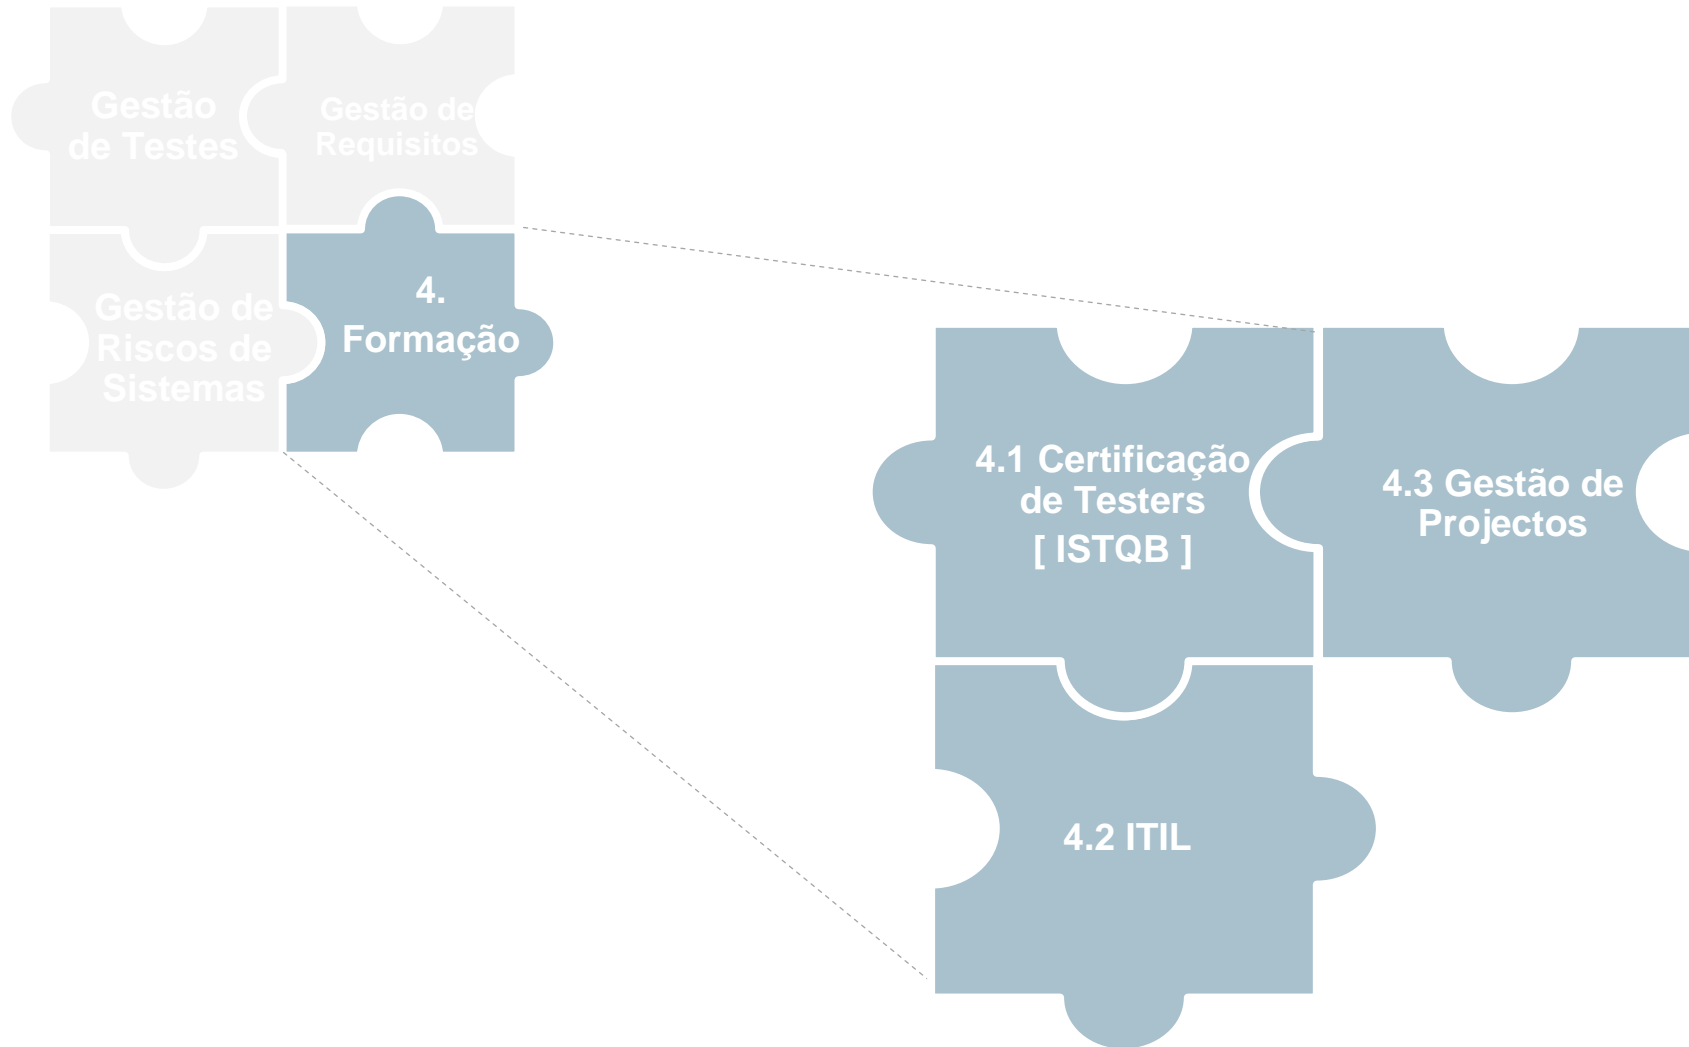 Gestão
de Testes
Gestão de
Requisitos
Gestão de
Riscos de
Sistemas
4.
Formação
4.1 Certificação
de Testers
[ ISTQB ]
4.3 Gestão de
Projectos
4.2 ITIL